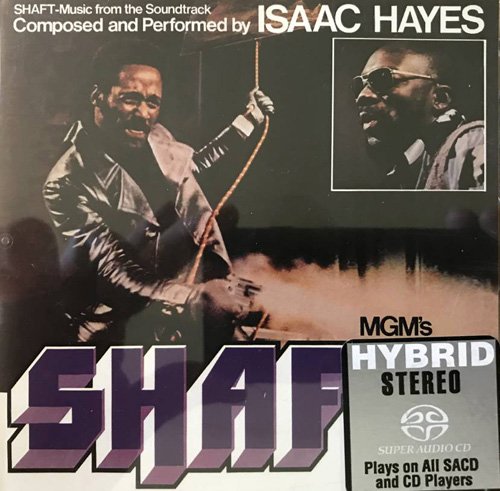 SHAFT-Music from the Soundtrack
Composed and Performed by ISAAC HAYES
MGM's
SHAF
HYBRID
STEREO
SUPER AUDIO CD
Plays on All SACD
and CD Players